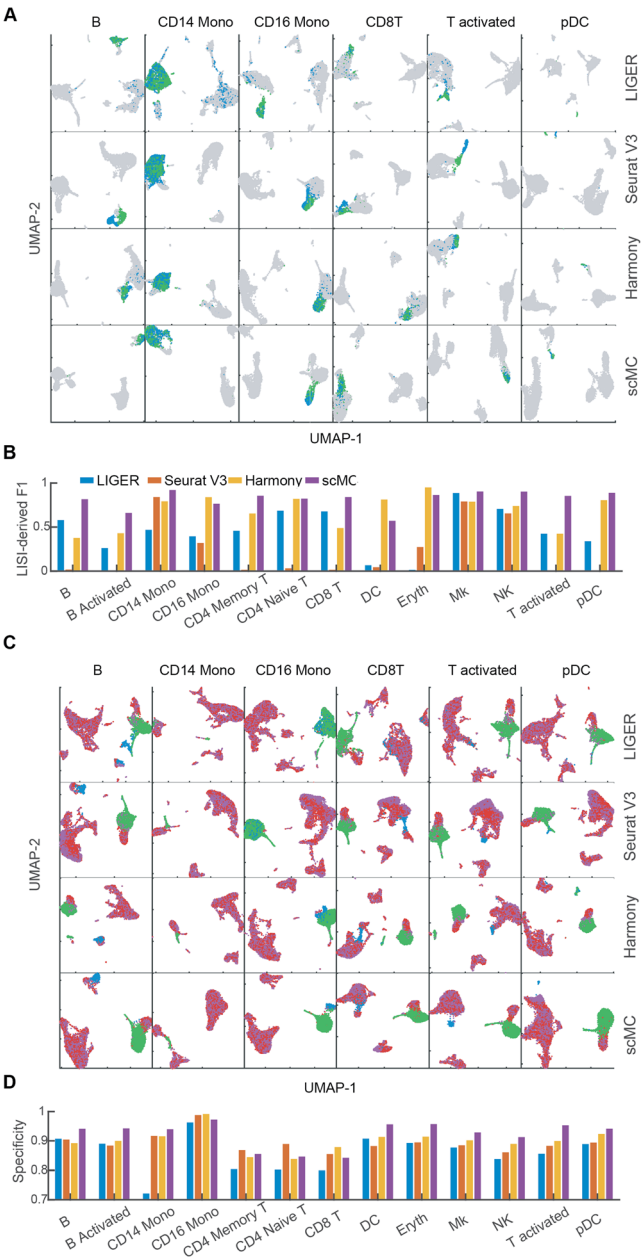 A
B CD14 Mono CD16 Mono CD8T T activated pDC
LIGER
Seurat V3
Harmony
scMC
UMAP-2
UMAP-1
B
LIGER Seurat V3 Harmony scMC
LISI-derived F1
1
0.5
0
B B Activated CD14 Mono CD16 Mono CD4 Memory T CD4 Naive T CD8 T DC Eryth Mk NK T activated pDC
C
B CD14 Mono CD16 Mono CD8T T activated pDC
LIGER
Seurat V3
Harmony
scMC
UMAP-2
UMAP-1
D
Specificity
1
0.9
0.8
0.7
B B Activated CD14 Mono CD16 Mono CD4 Memory T CD4 Naive T CD8 T DC Eryth Mk NK T activated pDC